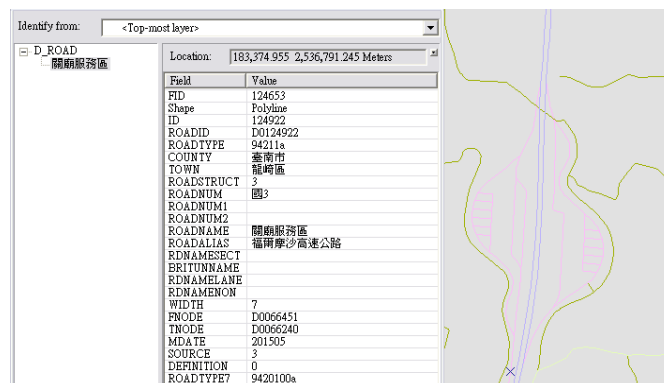 Identify from: <Top-most layer>
D_ROAD
關廟服務區
Location: 183,374.955 2,536,791.245 Meters
Field Value
FID 124653
Shape Polyline
ID 124922
ROADID D0124922
ROADTYPE 94211a
COUNTY 臺南市
TOWN 龍崎區
ROADSTRUCT 3
ROADNUM 國3
ROADNUM1
ROADNUM2
ROADNAME 關廟服務區
ROADALIAS 福爾摩沙高速公路
RDNAMESECT
BRITUNNAME
RDNAMELANE
RDNAMENON
WIDTH 7
FNODE D0066451
TNODE D0066240
MDATE 201505
SOURCE 3
DEFINITION 0
ROADTYPE7 9420100a